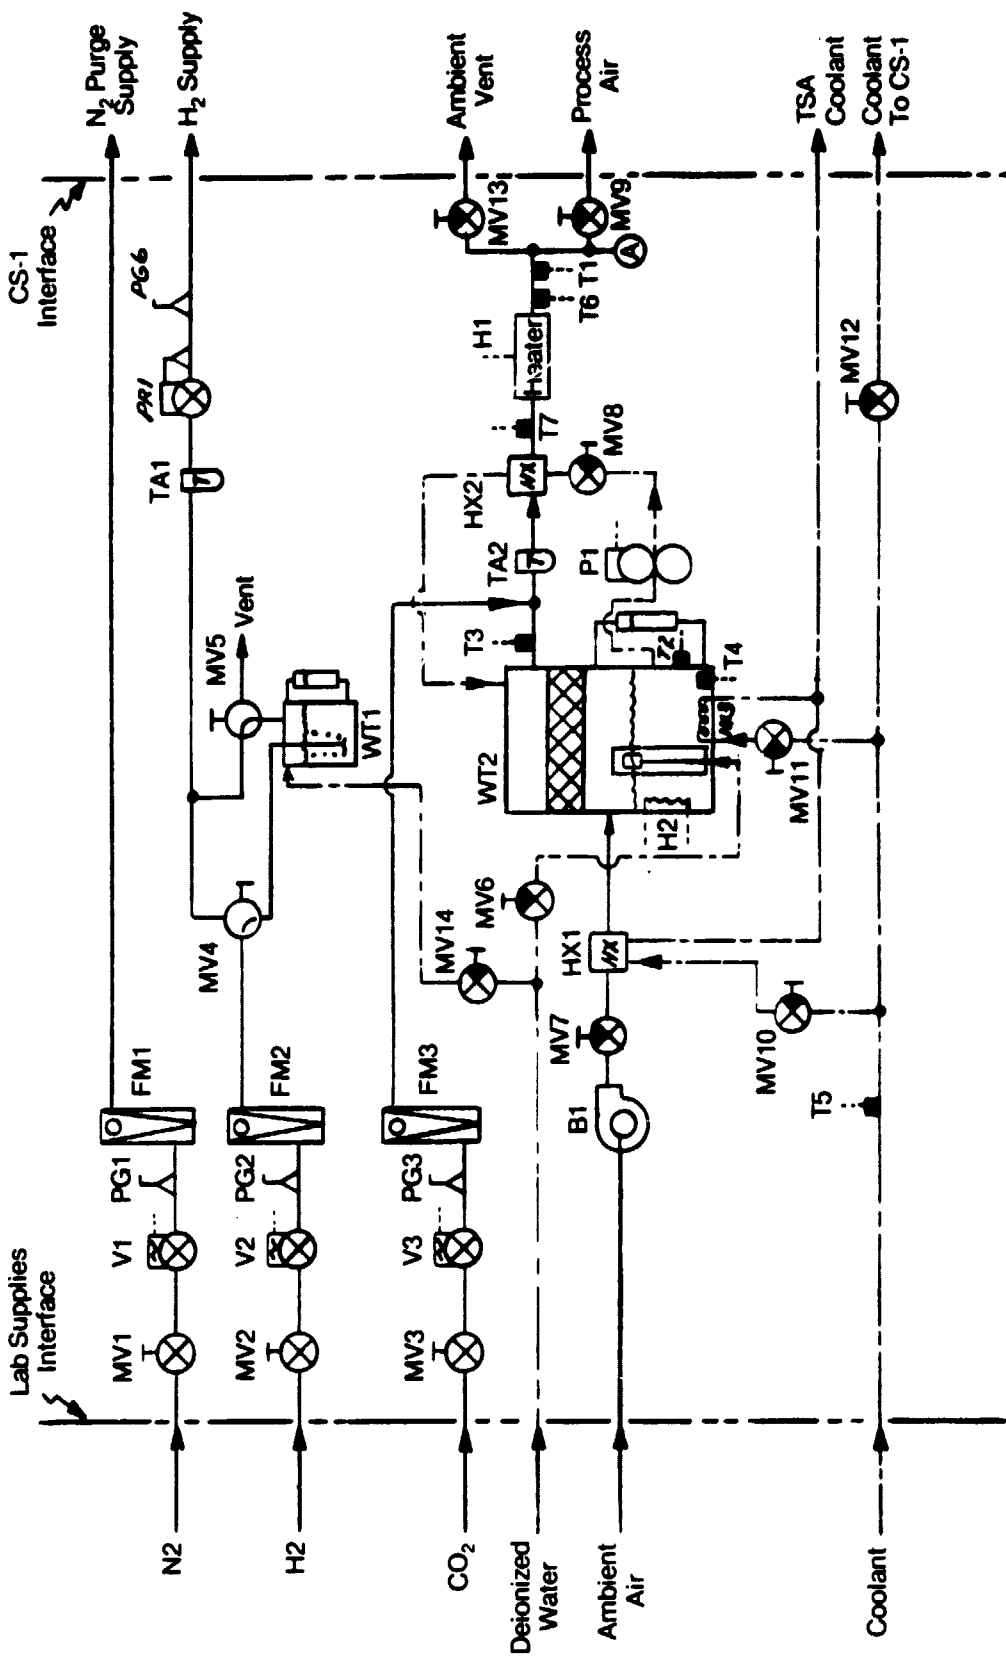 Lab Supplies
Interface
CS-1
Interface
N2
MV1
V1
PG1
FM1
N2 Purge
Supply
H2
MV2
V2
PG2
FM2
MV4
MV5
Vent
WT1
TA1
PR1
PG6
H2 Supply
CO2
MV3
V3
PG3
FM3
MV14
Deionized
Water
MV6
WT2
T3
TA2
HX2
HX
T7
H1
Heater
T6
T1
MV13
Ambient
Vent
Ambient
Air
B1
MV7
HX1
HX
H2
T2
T4
P1
MV8
A
MV9
Process
Air
MV10
MV11
TSA
Coolant
Coolant
T5
MV12
Coolant
To CS-1